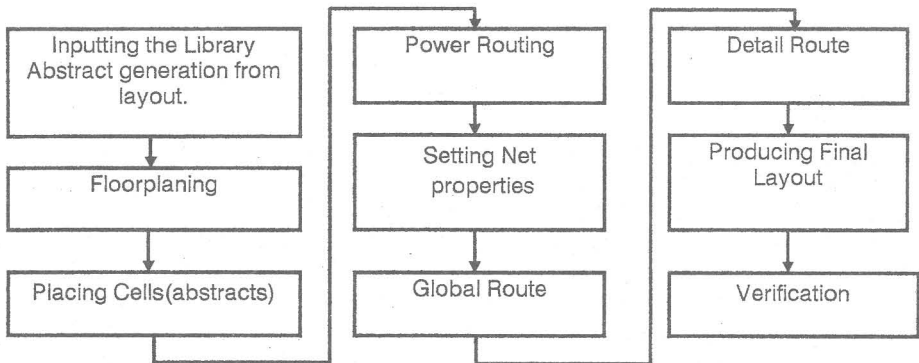 Inputting the Library
Abstract generation from
layout.
Floorplaning
Placing Cells(abstracts)
Power Routing
Setting Net
properties
Global Route
Detail Route
Producing Final
Layout
Verification